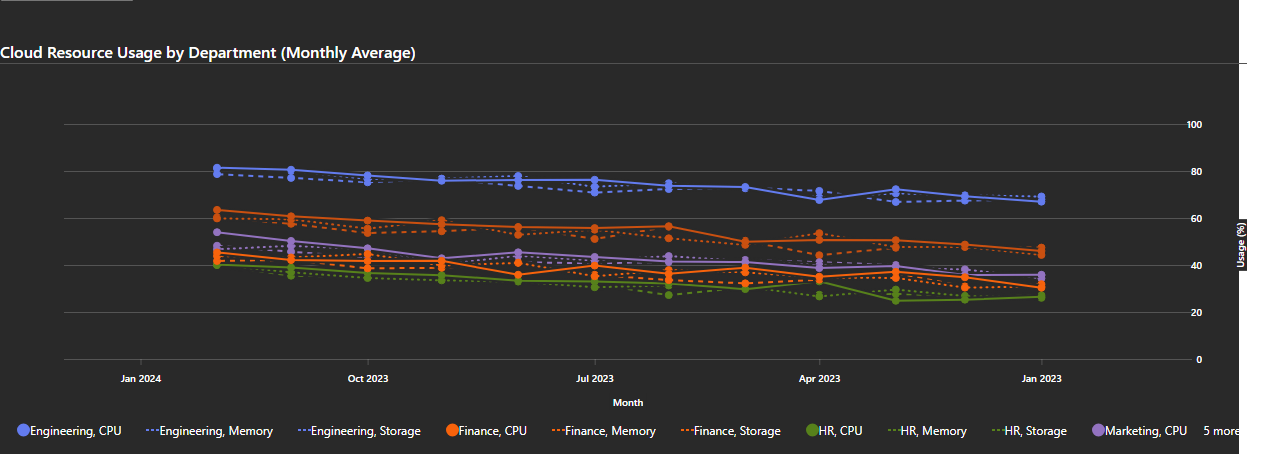 Cloud Resource Usage by Department (Monthly Average)
100
80
60
40
20
0
Usage (%)
Jan 2024 Oct 2023 Jul 2023 Apr 2023 Jan 2023
Month
Engineering, CPU Engineering, Memory Engineering, Storage Finance, CPU Finance, Memory Finance, Storage HR, CPU HR, Memory HR, Storage Marketing, CPU 5 more